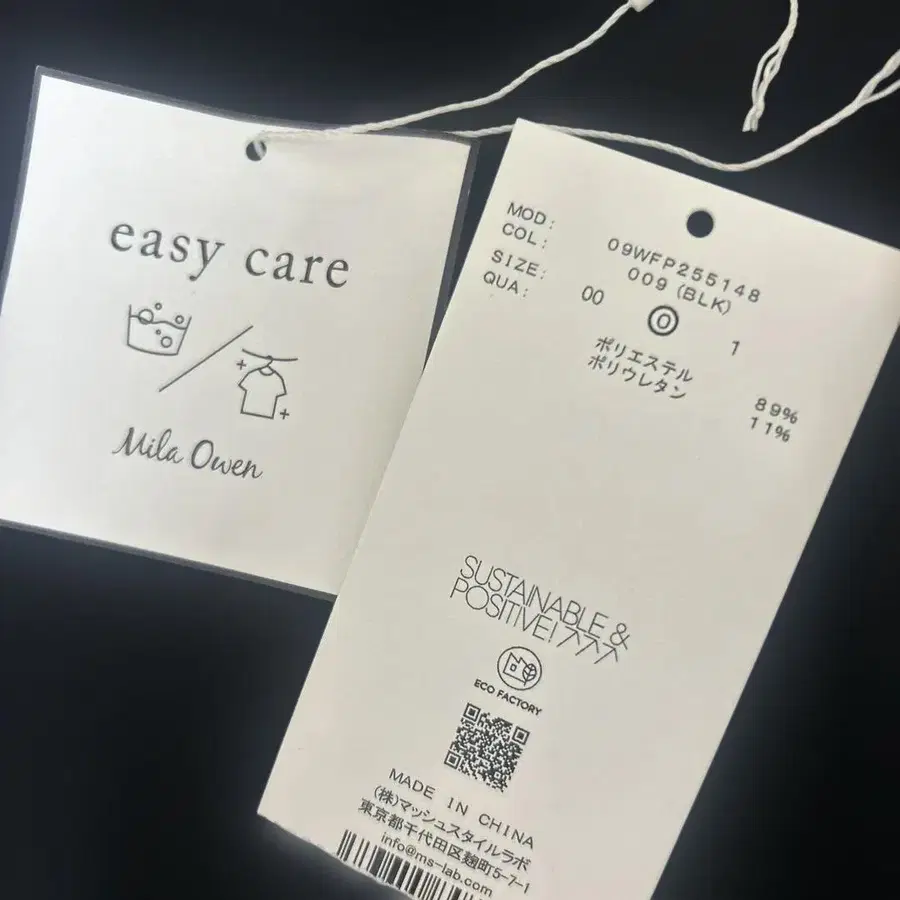 easy care
Mila Owen
MOD: 09WFP255148
COL: 009 (BLK)
SIZE: 00 0 1
QUA: ポリエステル 89%
ポリウレタン 11%
SUSTAINABLE &
POSITIVE!
ECO FACTORY
MADE IN CHINA
(株)マッシュスタイルラボ
東京都千代田区麹町5-7-1
info@ms-lab.com